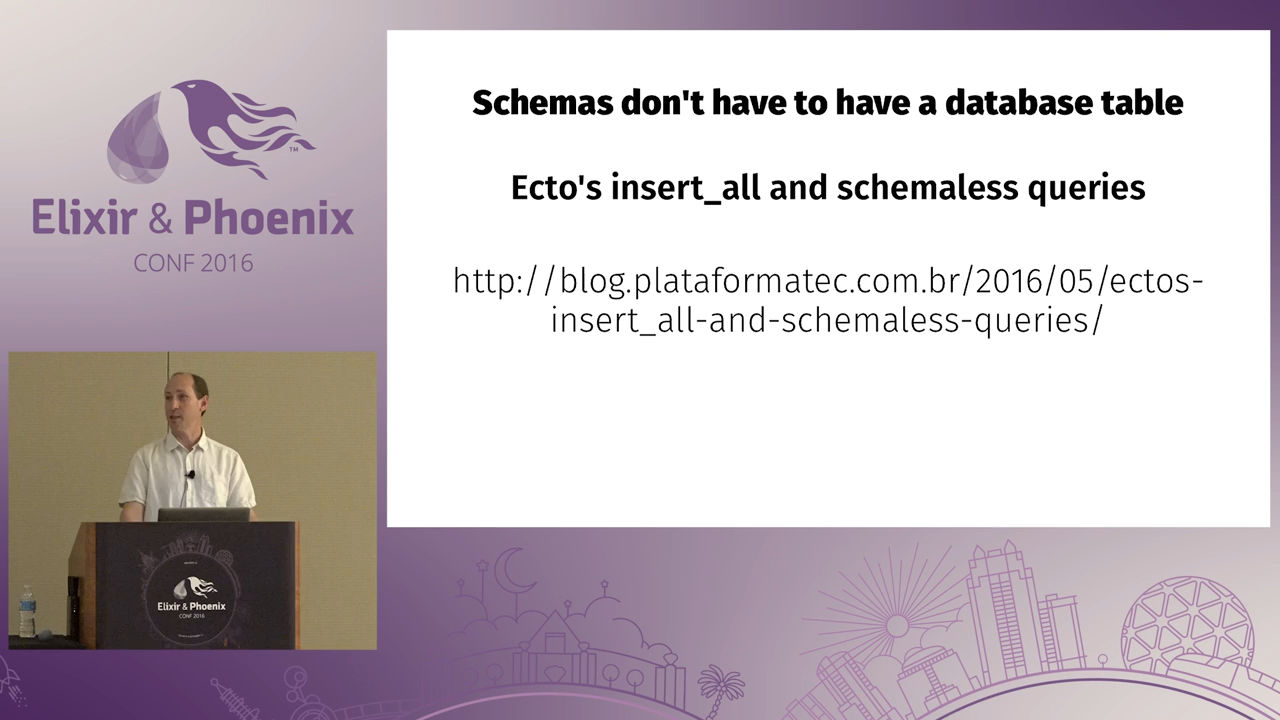 Elixir & Phoenix
CONF 2016
TM
Schemas don't have to have a database table
Ecto's insert_all and schemaless queries
http://blog.plataformatec.com.br/2016/05/ectos-
insert_all-and-schemaless-queries/
Elixir & Phoenix
CONF 2016